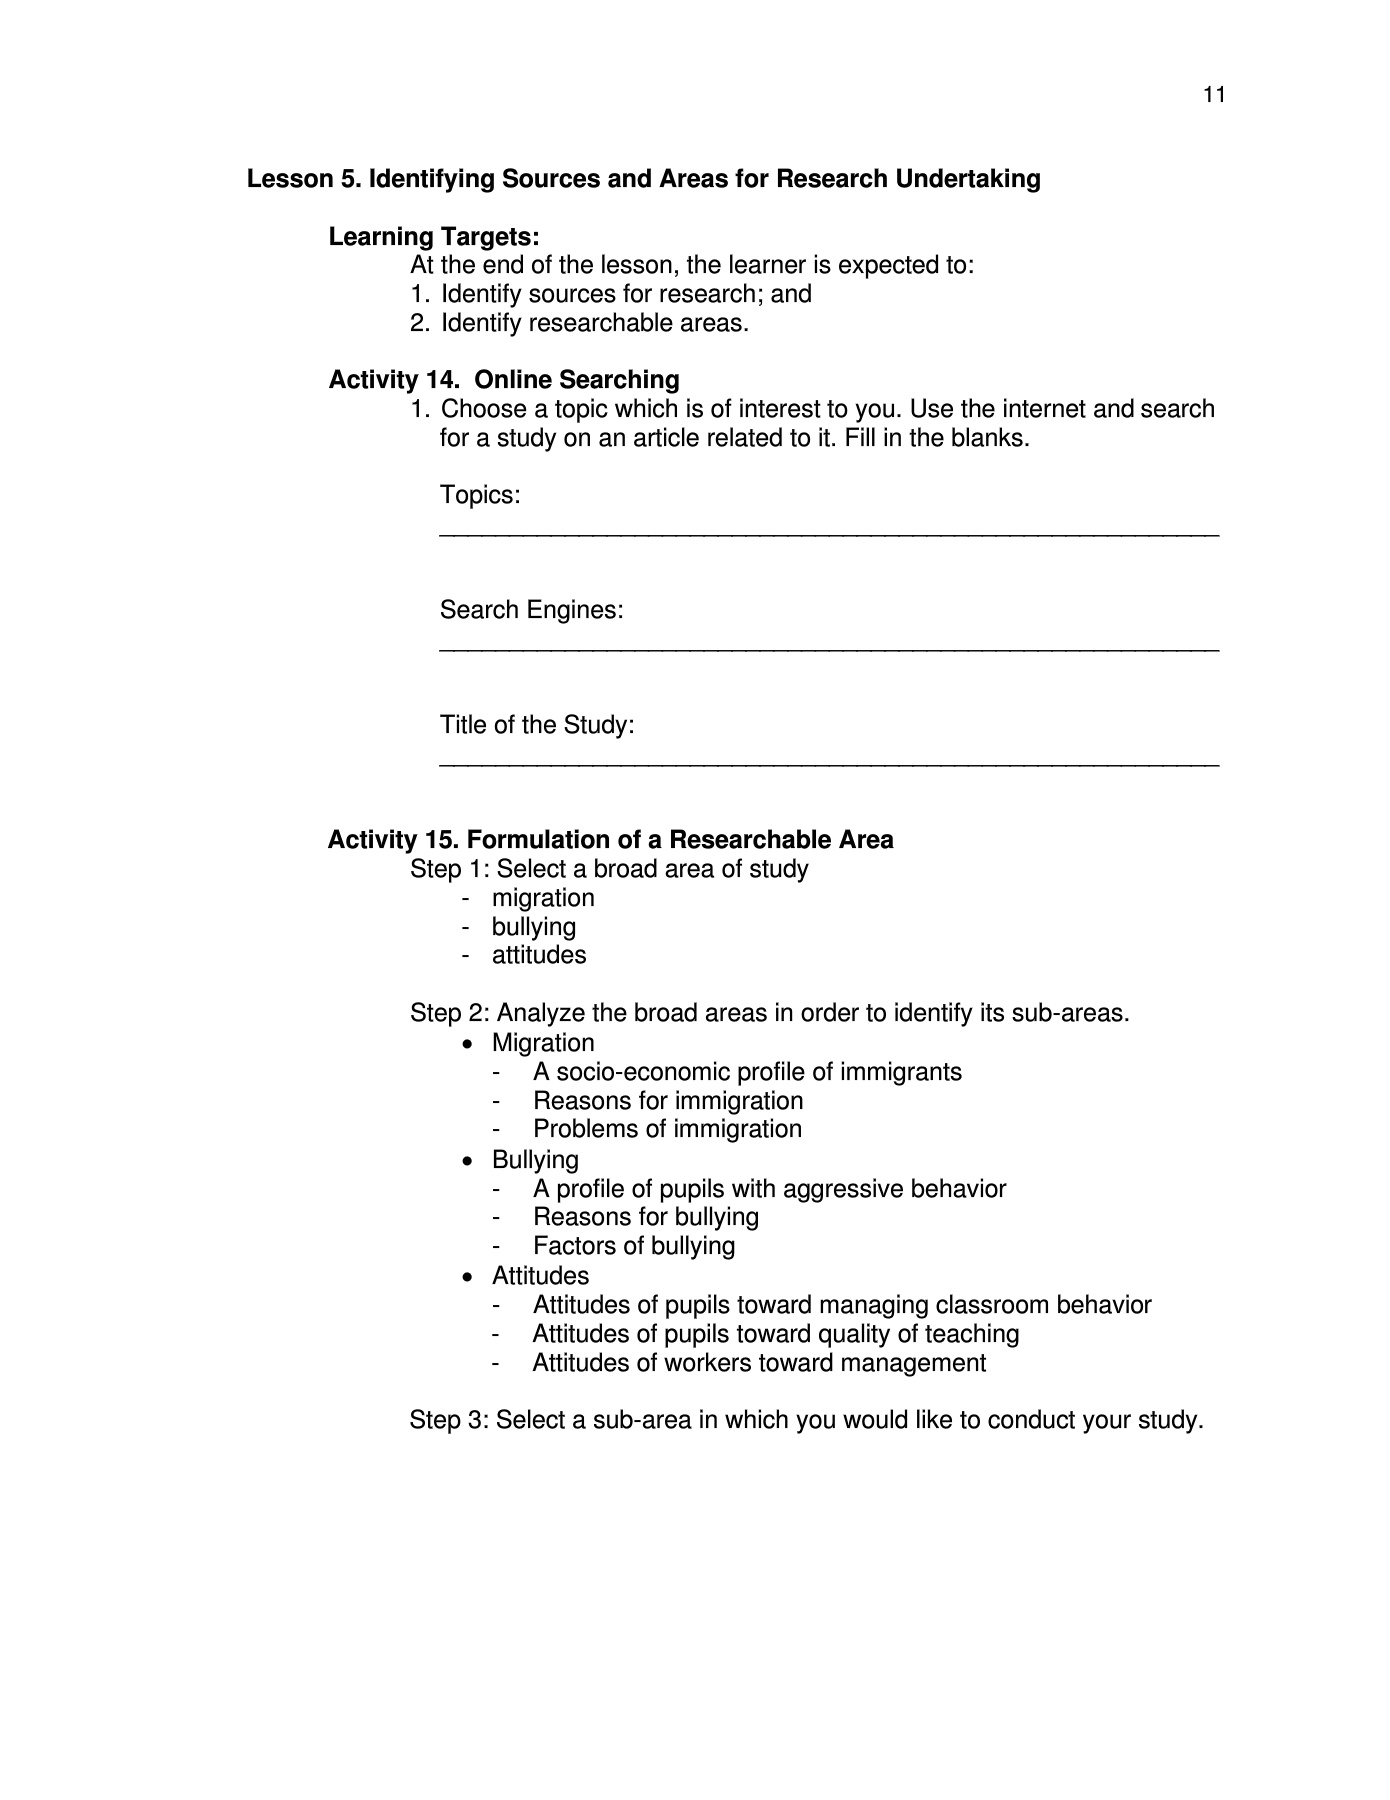 11
Lesson 5. Identifying Sources and Areas for Research Undertaking
Learning Targets:
At the end of the lesson, the learner is expected to:
1. Identify sources for research; and
2. Identify researchable areas.
Activity 14.  Online Searching
1. Choose a topic which is of interest to you. Use the internet and search
for a study on an article related to it. Fill in the blanks.
Topics:
____________________________________________________________
Search Engines:
____________________________________________________________
Title of the Study:
____________________________________________________________
Activity 15. Formulation of a Researchable Area
Step 1: Select a broad area of study
- migration
- bullying
- attitudes
Step 2: Analyze the broad areas in order to identify its sub-areas.
• Migration
- A socio-economic profile of immigrants
- Reasons for immigration
- Problems of immigration
• Bullying
- A profile of pupils with aggressive behavior
- Reasons for bullying
- Factors of bullying
• Attitudes
- Attitudes of pupils toward managing classroom behavior
- Attitudes of pupils toward quality of teaching
- Attitudes of workers toward management
Step 3: Select a sub-area in which you would like to conduct your study.